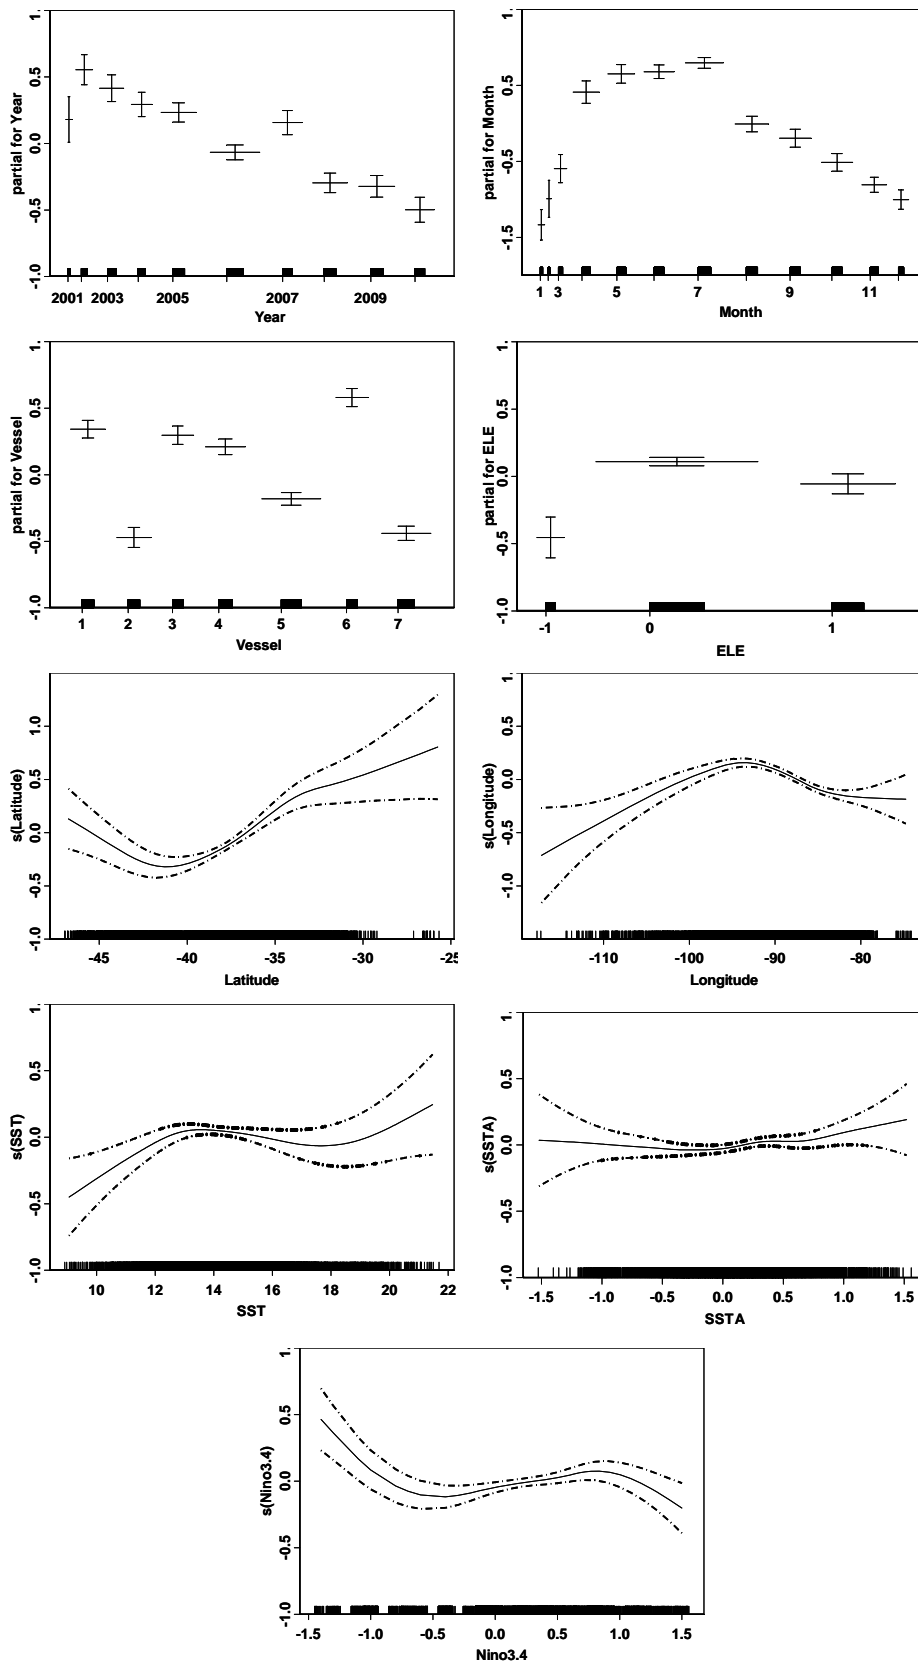 1.
0.5
0.0
-0.5
-1.0
partial for Year
2001 2003 2005 2007 2009
Year
1.
0.5
-0.5
-1.5
partial for Month
1 3 5 7 9 11
Month
1.
0.5
0.0
-0.5
-1.0
partial for Vessel
1 2 3 4 5 6 7
Vessel
1.
0.5
0.0
-0.5
-1.0
partial for ELE
-1 0 1
ELE
1.0
0.5
0.0
-0.5
-1.0
s(Latitude)
-45 -40 -35 -30 -25
Latitude
1.
0.5
0.0
-0.5
-1.0
s(Longitude)
-110 -100 -90 -80
Longitude
1.
0.5
0.0
-0.5
-1.0
s(SST)
10 12 14 16 18 20 22
SST
1.
0.5
0.0
-0.5
-1.0
s(SSTA)
-1.5 -1.0 -0.5 0.0 0.5 1.0 1.5
SSTA
1.
0.5
0.0
-0.5
-1.0
s(Nino3.4)
-1.5 -1.0 -0.5 0.0 0.5 1.0 1.5
Nino3.4